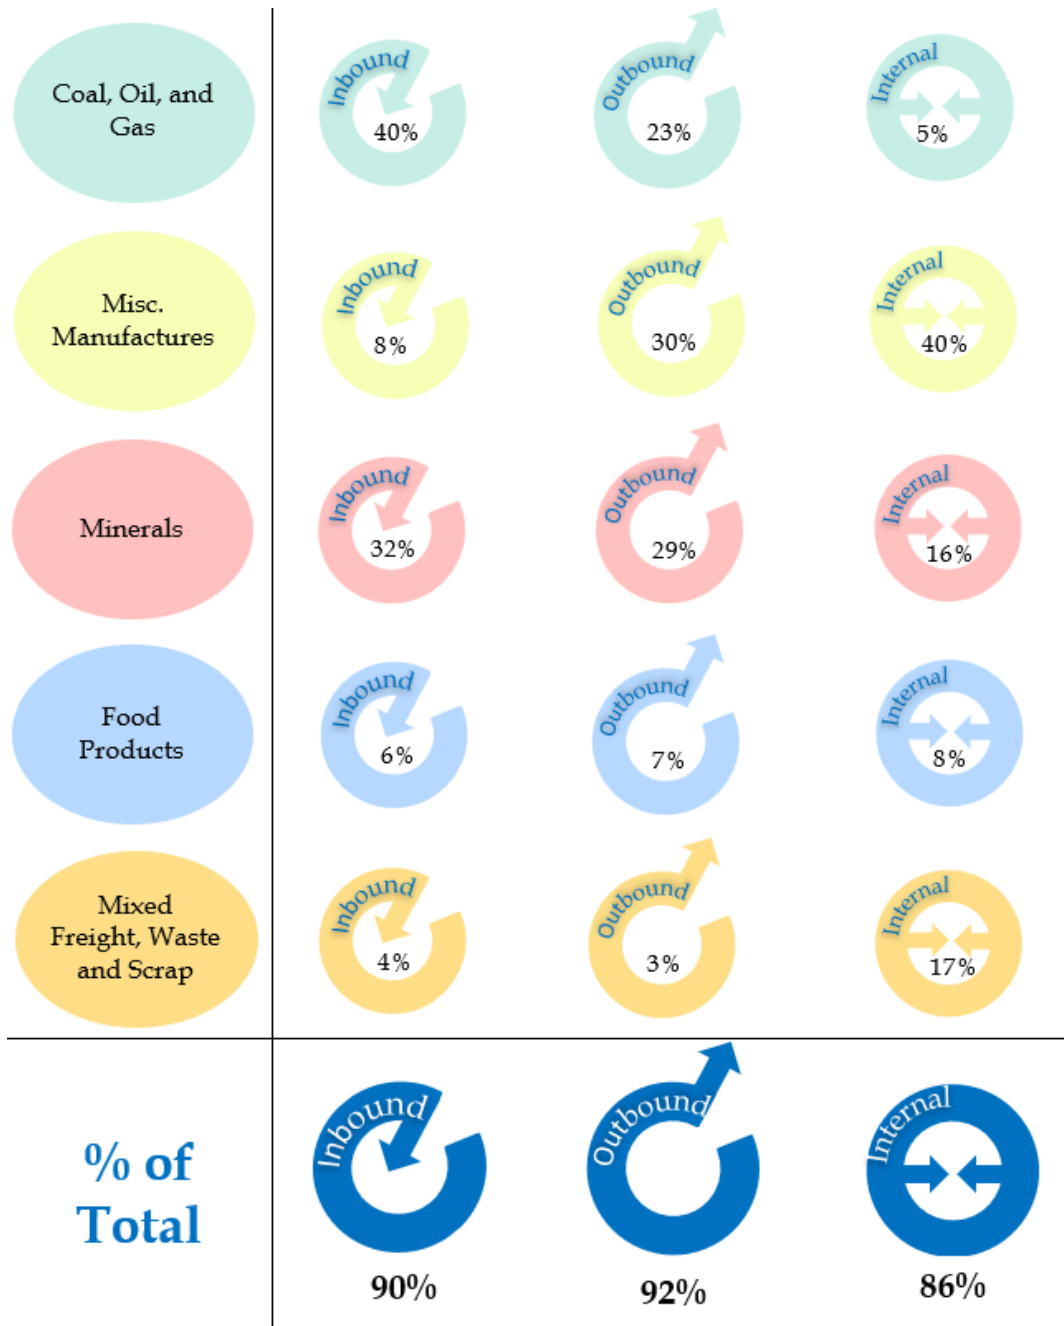 Coal, Oil, and
Gas
Inbound
40%
Outbound
23%
Internal
5%
Misc.
Manufactures
Inbound
8%
Outbound
30%
Internal
40%
Minerals
Inbound
32%
Outbound
29%
Internal
16%
Food
Products
Inbound
6%
Outbound
7%
Internal
8%
Mixed
Freight, Waste
and Scrap
Inbound
4%
Outbound
3%
Internal
17%
% of
Total
Inbound
90%
Outbound
92%
Internal
86%